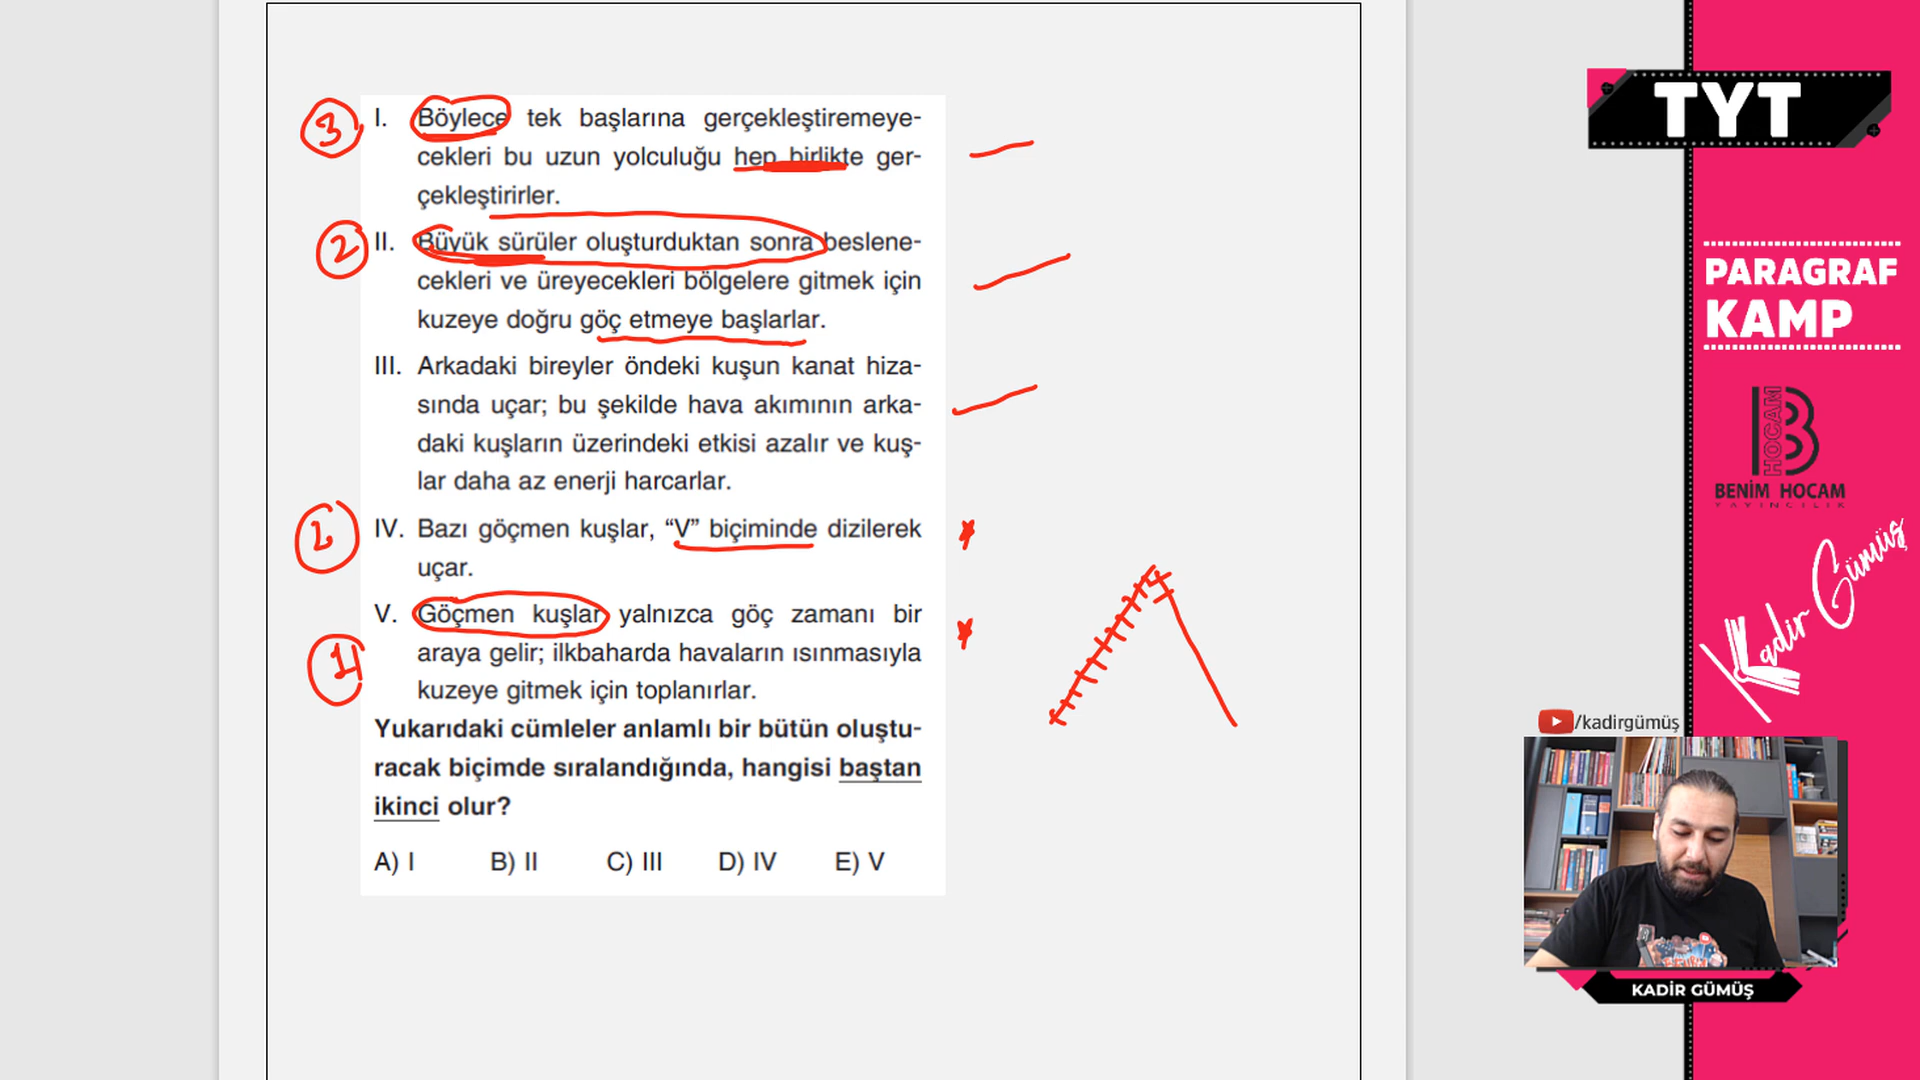 3 I. Böylece tek başlarına gerçekleştiremeye-
cekleri bu uzun yolculuğu hep birlikte ger-
çekleştirirler.
2 II. Büyük sürüler oluşturduktan sonra beslene-
cekleri ve üreyecekleri bölgelere gitmek için
kuzeye doğru göç etmeye başlarlar.
III. Arkadaki bireyler öndeki kuşun kanat hiza-
sında uçar; bu şekilde hava akımının arka-
daki kuşların üzerindeki etkisi azalır ve kuş-
lar daha az enerji harcarlar.
IV. Bazı göçmen kuşlar, “V” biçiminde dizilerek
uçar.
V. Göçmen kuşlar yalnızca göç zamanı bir
araya gelir; ilkbaharda havaların ısınmasıyla
1 kuzeye gitmek için toplanırlar.
Yukarıdaki cümleler anlamlı bir bütün oluştu-
racak biçimde sıralandığında, hangisi baştan
ikinci olur?
A) I B) II C) III D) IV E) V
TYT
PARAGRAF
KAMP
B HOCAM
BENİM HOCAM
YAYINCILIK
Kadir Gümüş
/kadirgümüş
KADİR GÜMÜŞ